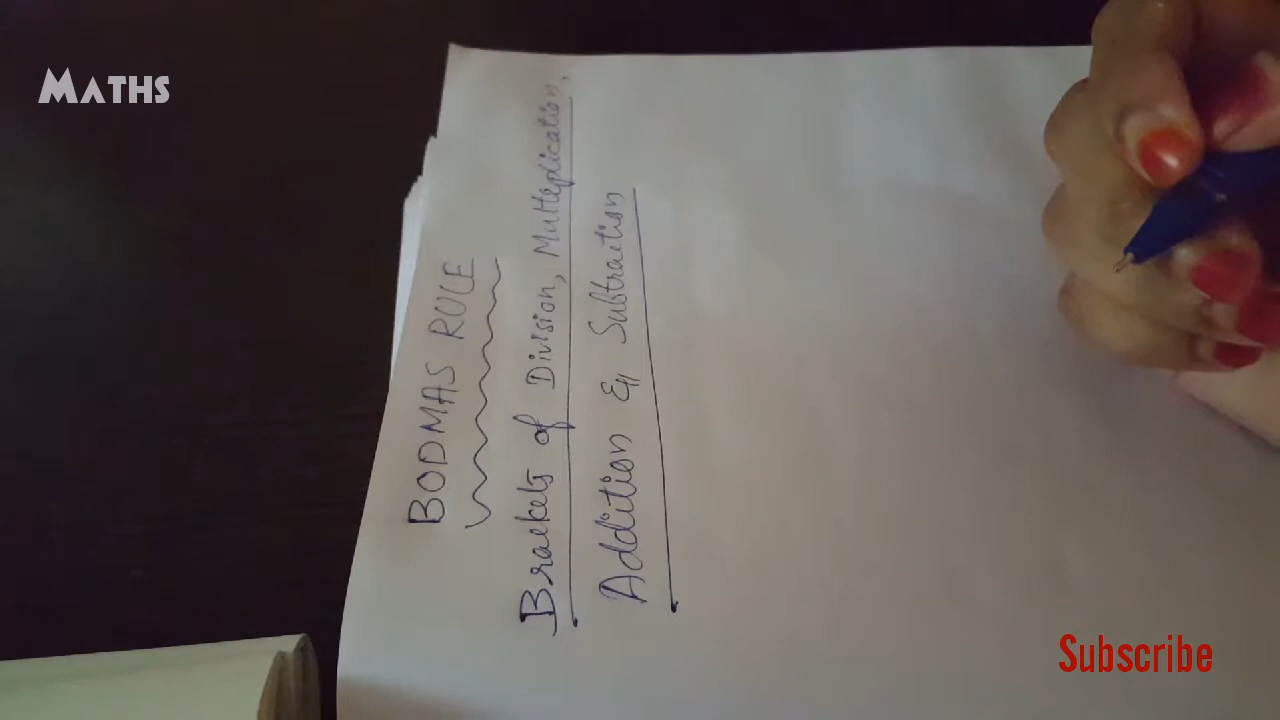 MATHS
BODMAS RULE
Brackets of Division, Multiplication,
Addition & Subtraction
Subscribe